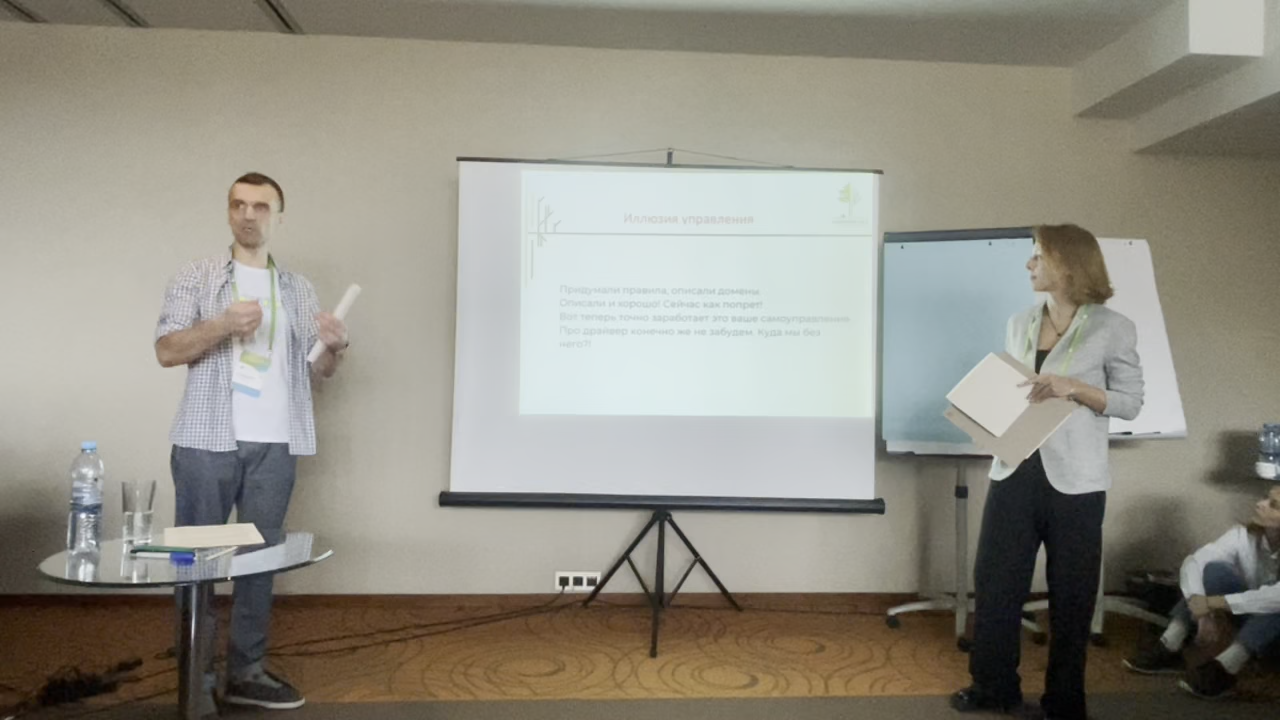 Иллюзия управления
Придумали правила, описали домены.
Описали и хорошо! Сейчас как попрет!
Вот теперь точно заработает это ваше самоуправление.
Про драйвер конечно же не забудем. Куда мы без
него?!